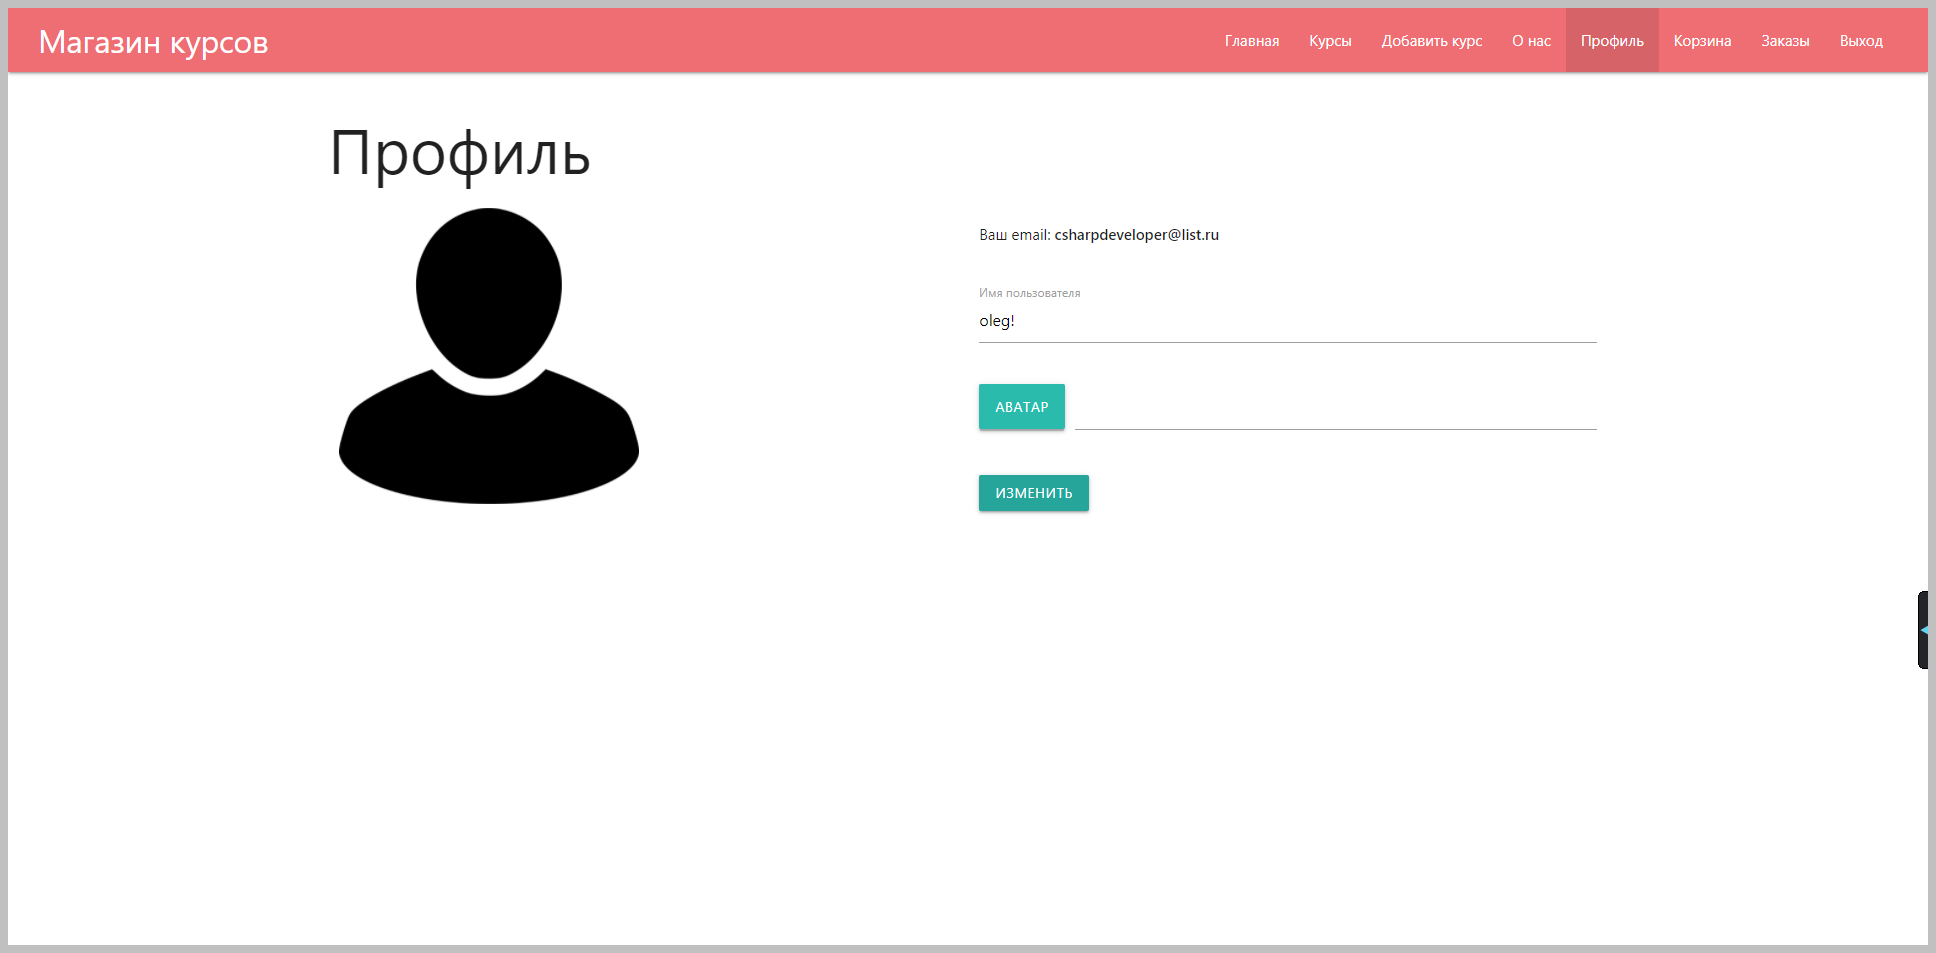 Магазин курсов
Главная Курсы Добавить курс О нас Профиль Корзина Заказы Выход
Профиль
Ваш email: csharpdeveloper@list.ru
Имя пользователя
oleg!
АВАТАР
ИЗМЕНИТЬ